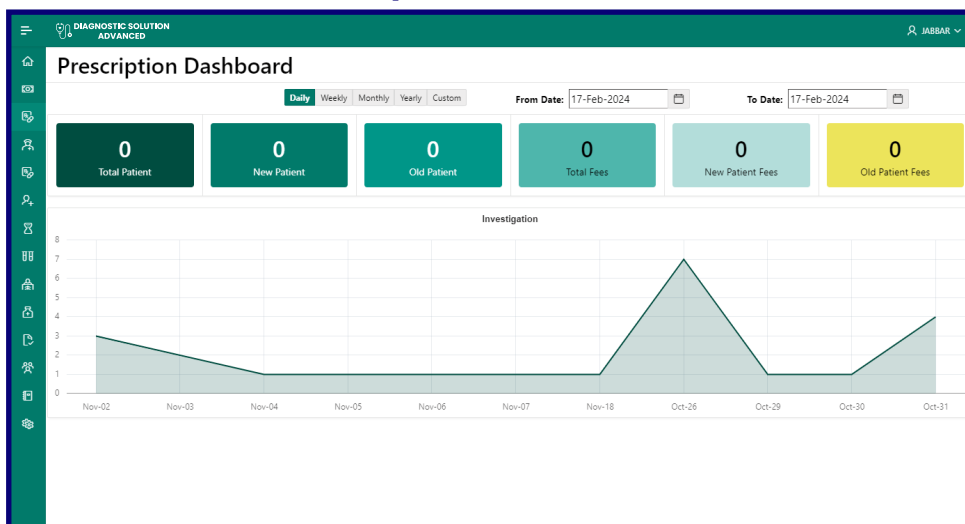 DIAGNOSTIC SOLUTION
ADVANCED
JABBAR
Prescription Dashboard
Daily Weekly Monthly Yearly Custom
From Date: 17-Feb-2024
To Date: 17-Feb-2024
0 0 0 0 0 0
Total Patient New Patient Old Patient Total Fees New Patient Fees Old Patient Fees
Investigation
8
7
6
5
4
3
2
1
0
Nov-02 Nov-03 Nov-04 Nov-05 Nov-06 Nov-07 Nov-18 Oct-26 Oct-29 Oct-30 Oct-31